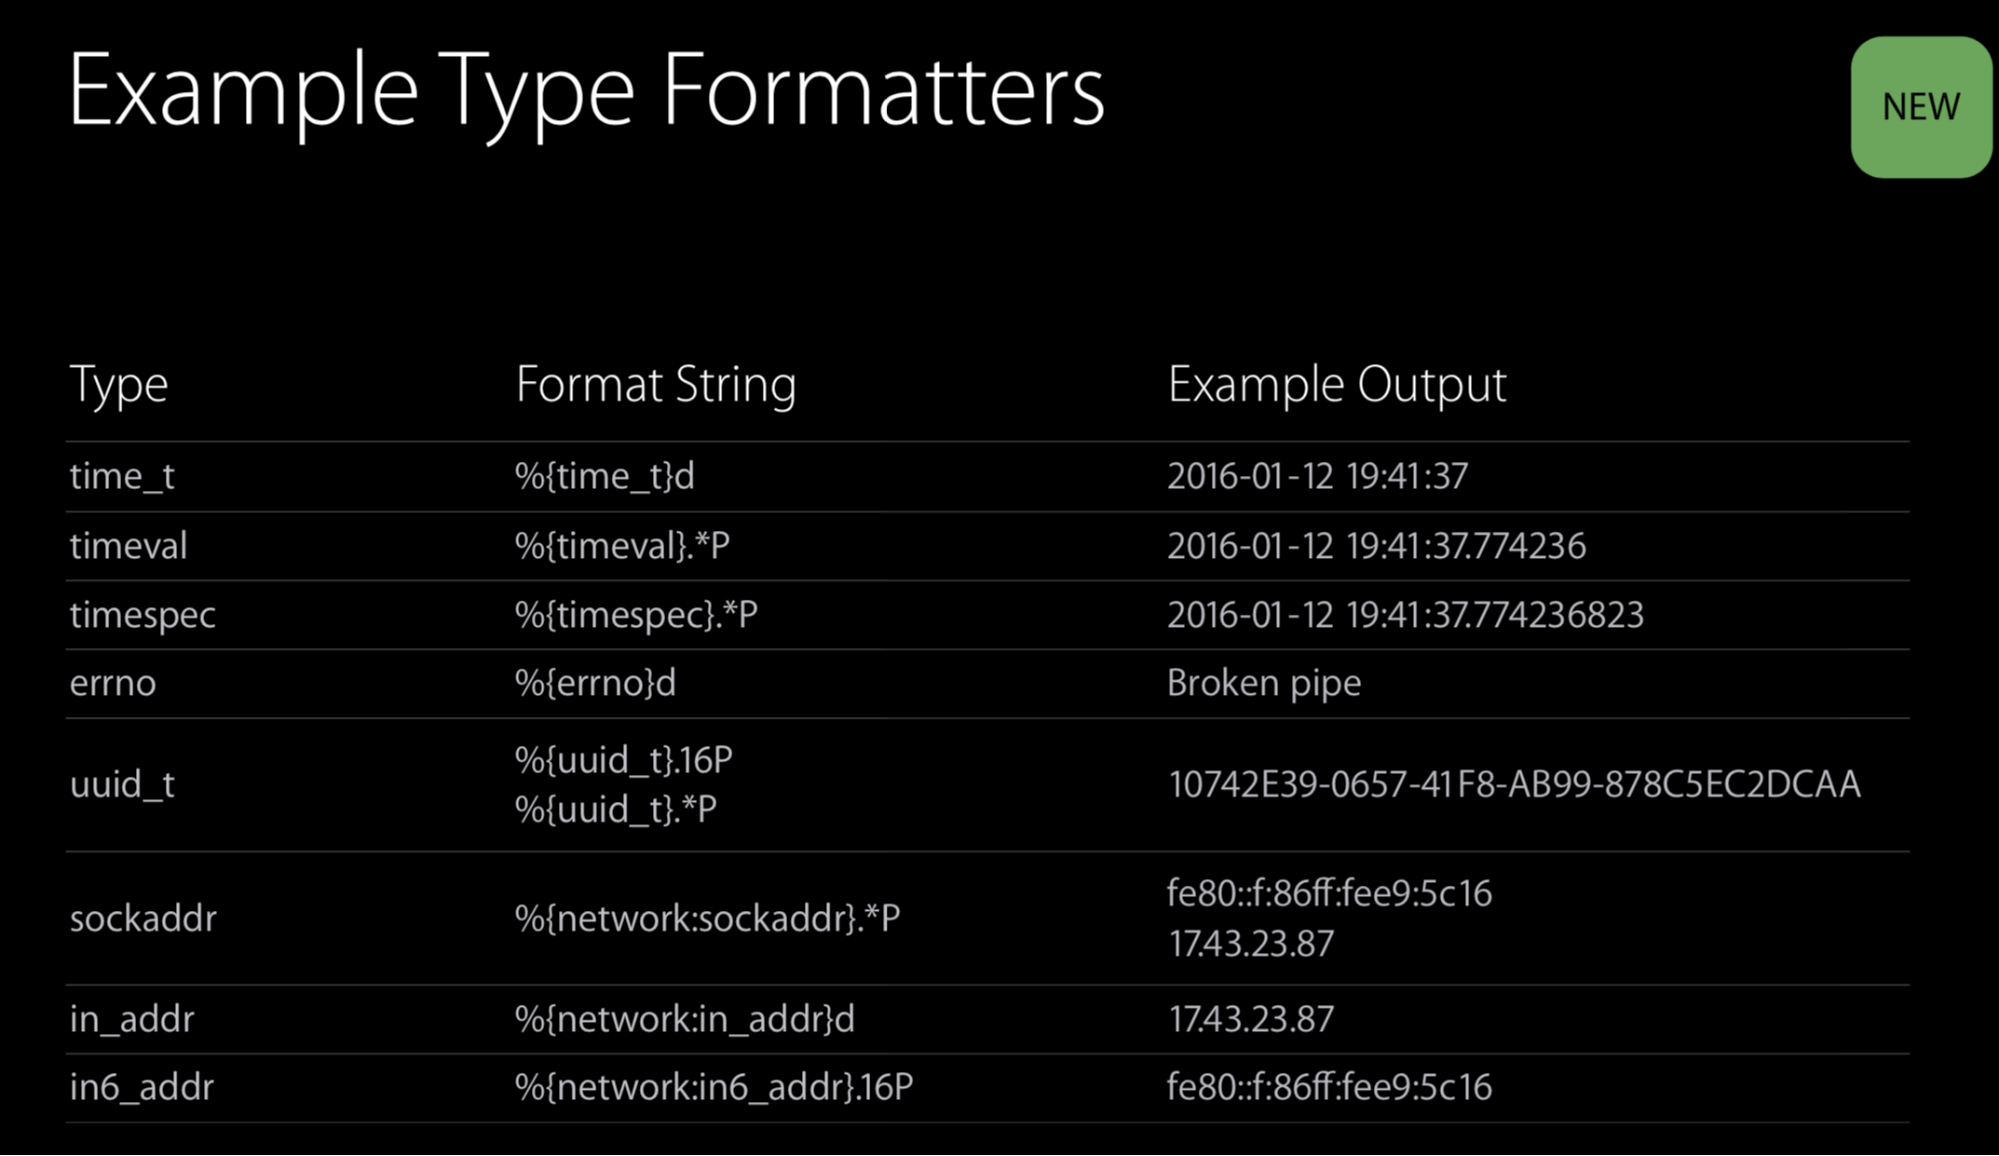 Example Type Formatters
NEW
Type Format String Example Output
time_t %{time_t}d 2016-01-12 19:41:37
timeval %{timeval}.*P 2016-01-12 19:41:37.774236
timespec %{timespec}.*P 2016-01-12 19:41:37.774236823
errno %{errno}d Broken pipe
uuid_t %{uuid_t}.16P
%{uuid_t}.*P 10742E39-0657-41F8-AB99-878C5EC2DCAA
sockaddr %{network:sockaddr}.*P fe80::f:86ff:fee9:5c16
17.43.23.87
in_addr %{network:in_addr}d 17.43.23.87
in6_addr %{network:in6_addr}.16P fe80::f:86ff:fee9:5c16